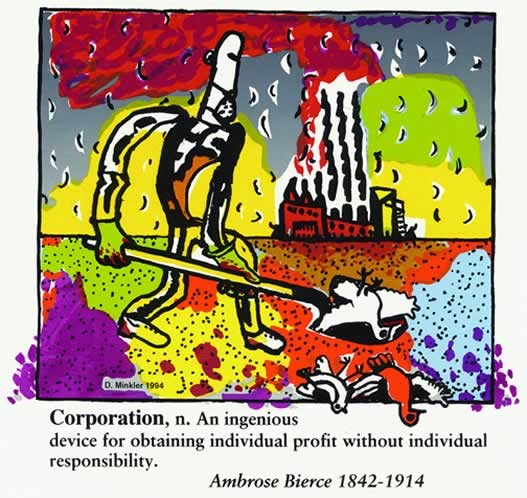 D. Minkler 1994
Corporation, n. An ingenious
device for obtaining individual profit without individual
responsibility.
Ambrose Bierce 1842-1914